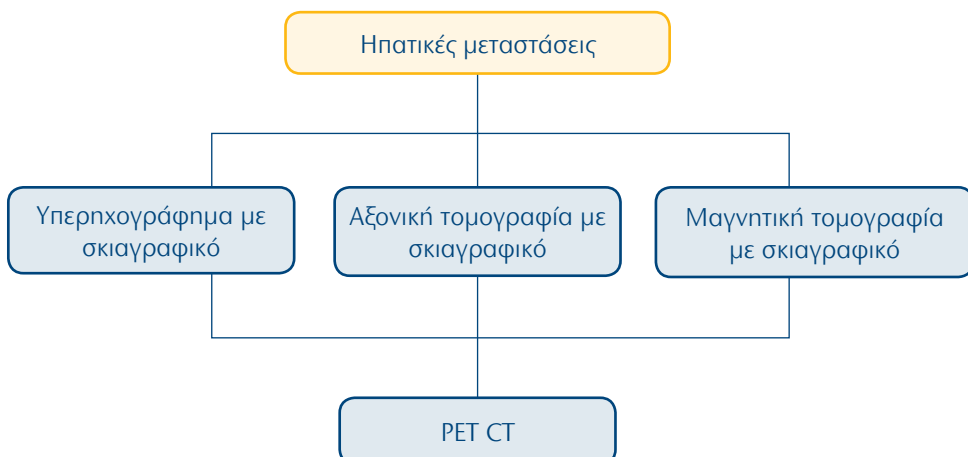 Ηπατικές μεταστάσεις
Υπερηχογράφημα με
σκιαγραφικό
Αξονική τομογραφία με
σκιαγραφικό
Μαγνητική τομογραφία
με σκιαγραφικό
PET CT